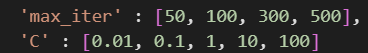 'max_iter' : [50, 100, 300, 500],
'C' : [0.01, 0.1, 1, 10, 100]